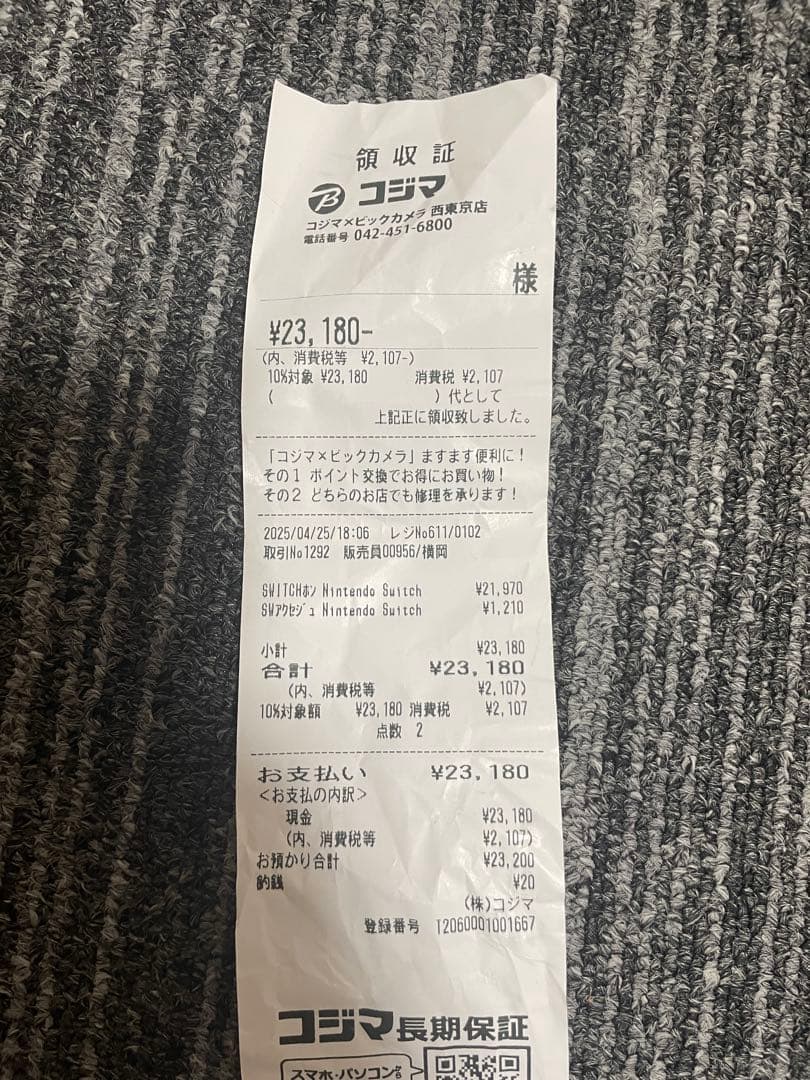 領収証
コジマ
コジマ×ビックカメラ 西東京店
電話番号 042-451-6800
様
¥23,180-
(内、消費税等 ¥2,107-)
10%対象 ¥23,180 消費税 ¥2,107
( )代として
上記正に領収致しました。
「コジマ×ビックカメラ」ますます便利に!
その1 ポイント交換でお得にお買い物!
その2 どちらのお店でも修理を承ります!
2025/04/25/18:06 レジNo611/0102
取引No1292 販売員00956/横岡
SWITCHホン Nintendo Switch ¥21,970
SWアクセジュ Nintendo Switch ¥1,210
小計 ¥23,180
合計 ¥23,180
(内、消費税等 ¥2,107)
10%対象額 ¥23,180 消費税 ¥2,107
点数 2
お支払い ¥23,180
<お支払の内訳>
現金 ¥23,180
(内、消費税等 ¥2,107)
お預かり合計 ¥23,200
釣銭 ¥20
(株)コジマ
登録番号 T2060001001667
コジマ長期保証
スマホ・パソコンから